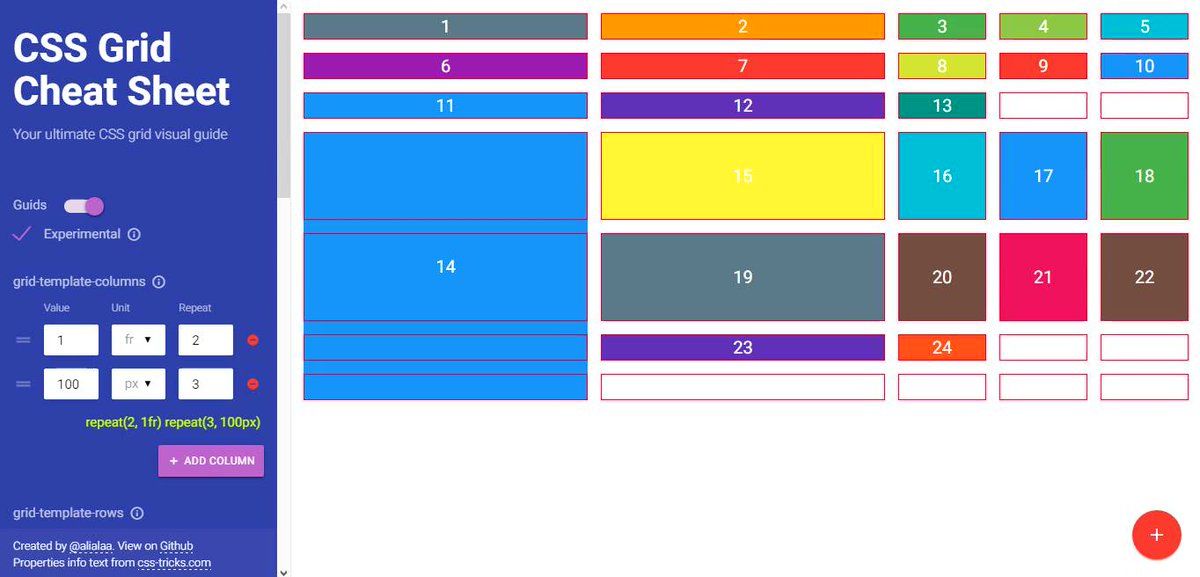 CSS Grid
Cheat Sheet
Your ultimate CSS grid visual guide
Guids
Experimental
grid-template-columns
Value Unit Repeat
1 fr 2
100 px 3
repeat(2, 1fr) repeat(3, 100px)
+ ADD COLUMN
grid-template-rows
Created by @alialaa. View on Github
Properties info text from css-tricks.com
1 2 3 4 5
6 7 8 9 10
11 12 13
15 16 17 18
14 19 20 21 22
23 24
+